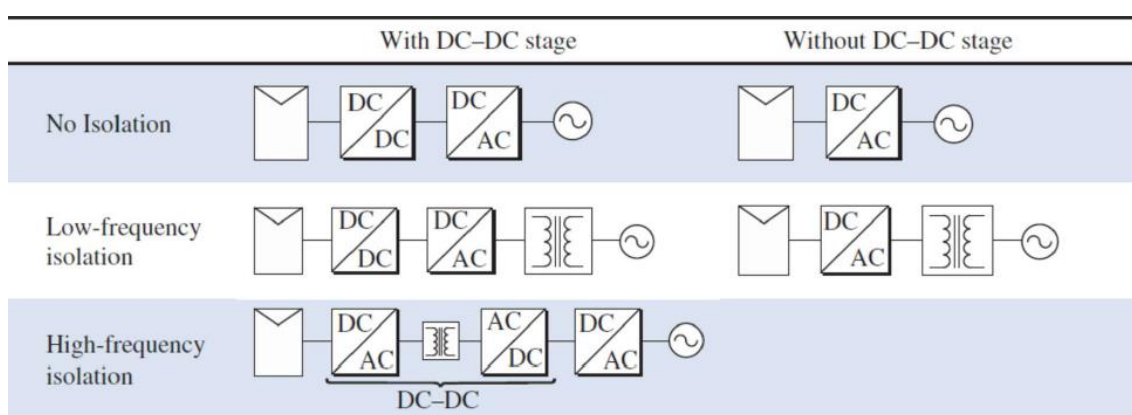 With DC–DC stage
Without DC–DC stage
No Isolation
DC
DC
DC
AC
DC
AC
Low-frequency
isolation
DC
DC
DC
AC
DC
AC
High-frequency
isolation
DC
AC
AC
DC
DC
AC
DC–DC